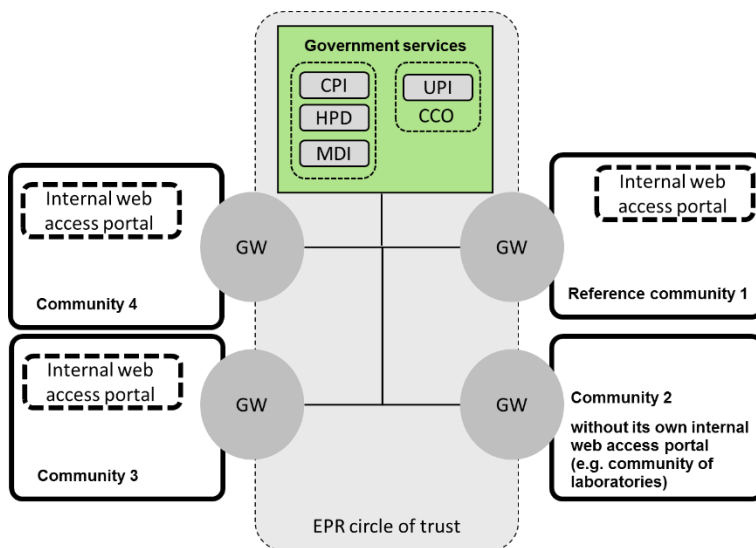 Government services
CPI
HPD
MDI
UPI
CCO
Internal web
access portal
GW
Community 4
Internal web
access portal
GW
Reference community 1
Internal web
access portal
GW
Community 3
GW
Community 2
without its own internal
web access portal
(e.g. community of
laboratories)
EPR circle of trust